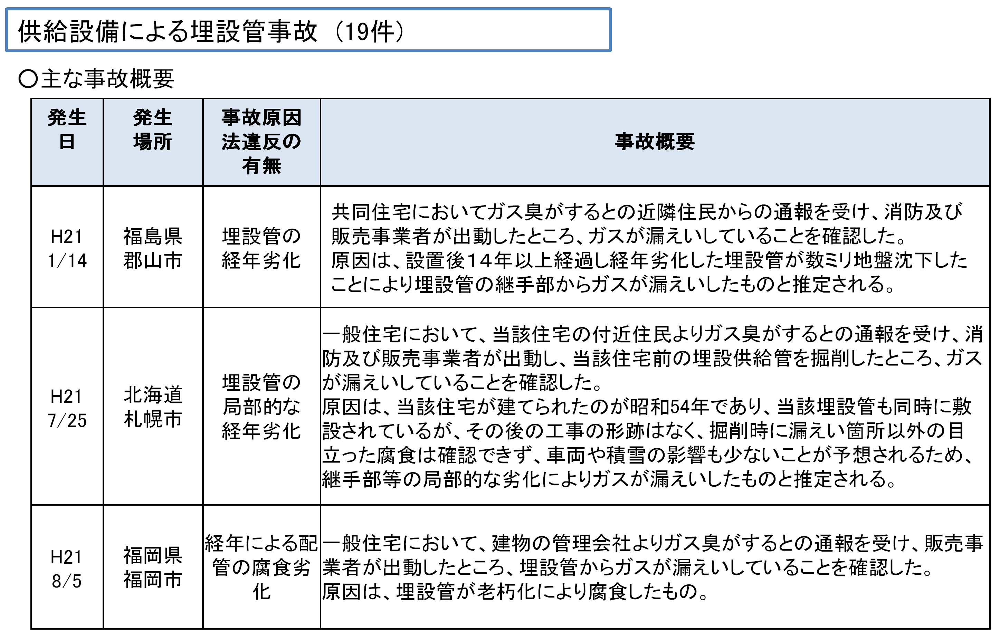 供給設備による埋設管事故（19件）
○主な事故概要
発生
日
発生
場所
事故原因
法違反の
有無
事故概要
H21
1/14
福島県
郡山市
埋設管の
経年劣化
共同住宅においてガス臭がするとの近隣住民からの通報を受け、消防及び
販売事業者が出動したところ、ガスが漏えいしていることを確認した。
原因は、設置後１４年以上経過し経年劣化した埋設管が数ミリ地盤沈下した
ことにより埋設管の継手部からガスが漏えいしたものと推定される。
H21
7/25
北海道
札幌市
埋設管の
局部的な
経年劣化
一般住宅において、当該住宅の付近住民よりガス臭がするとの通報を受け、消
防及び販売事業者が出動し、当該住宅前の埋設供給管を掘削したところ、ガス
が漏えいしていることを確認した。
原因は、当該住宅が建てられたのが昭和54年であり、当該埋設管も同時に敷
設されているが、その後の工事の形跡はなく、掘削時に漏えい箇所以外の目
立った腐食は確認できず、車両や積雪の影響も少ないことが予想されるため、
継手部等の局部的な劣化によりガスが漏えいしたものと推定される。
H21
8/5
福岡県
福岡市
経年による配
管の腐食劣
化
一般住宅において、建物の管理会社よりガス臭がするとの通報を受け、販売事
業者が出動したところ、埋設管からガスが漏えいしていることを確認した。
原因は、埋設管が老朽化により腐食したもの。